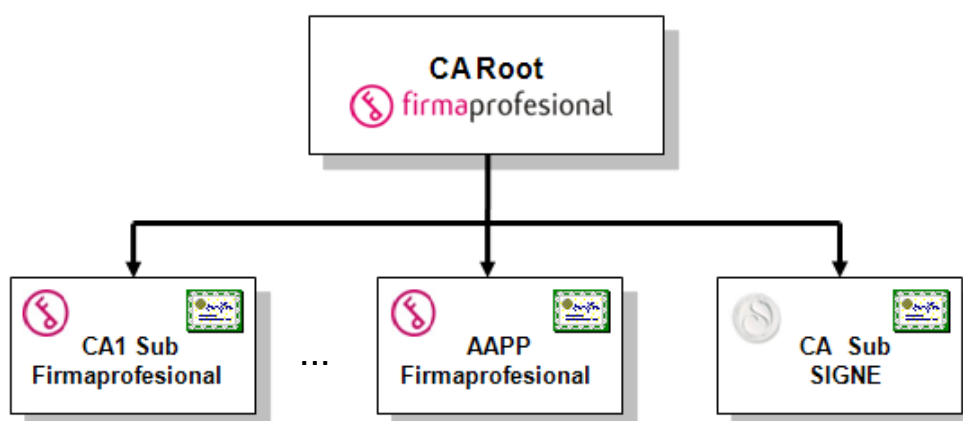 CA Root
firmaprofesional
CA1 Sub
Firmaprofesional
...
AAPP
Firmaprofesional
CA Sub
SIGNE